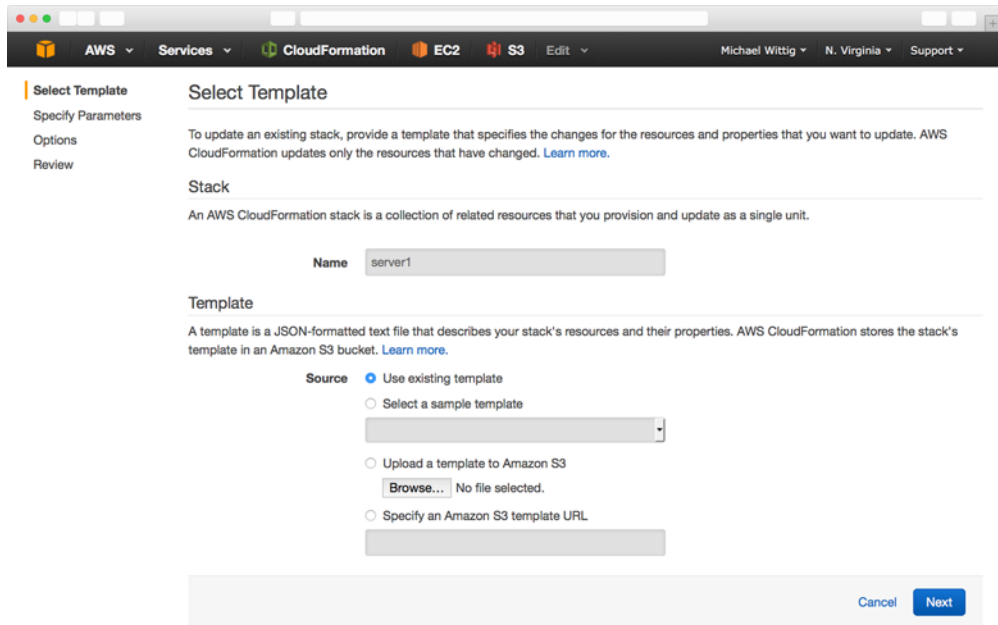 AWS Services CloudFormation EC2 S3 Edit Michael Wittig N. Virginia Support
Select Template
Specify Parameters
Options
Review
Select Template
To update an existing stack, provide a template that specifies the changes for the resources and properties that you want to update. AWS
CloudFormation updates only the resources that have changed. Learn more.
Stack
An AWS CloudFormation stack is a collection of related resources that you provision and update as a single unit.
Name server1
Template
A template is a JSON-formatted text file that describes your stack's resources and their properties. AWS CloudFormation stores the stack's
template in an Amazon S3 bucket. Learn more.
Source Use existing template
Select a sample template
Upload a template to Amazon S3
Browse... No file selected.
Specify an Amazon S3 template URL
Cancel Next